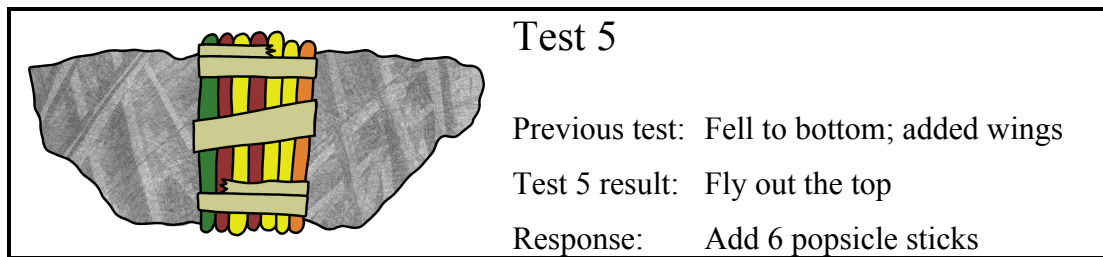 Test 5
Previous test: Fell to bottom; added wings
Test 5 result: Fly out the top
Response: Add 6 popsicle sticks